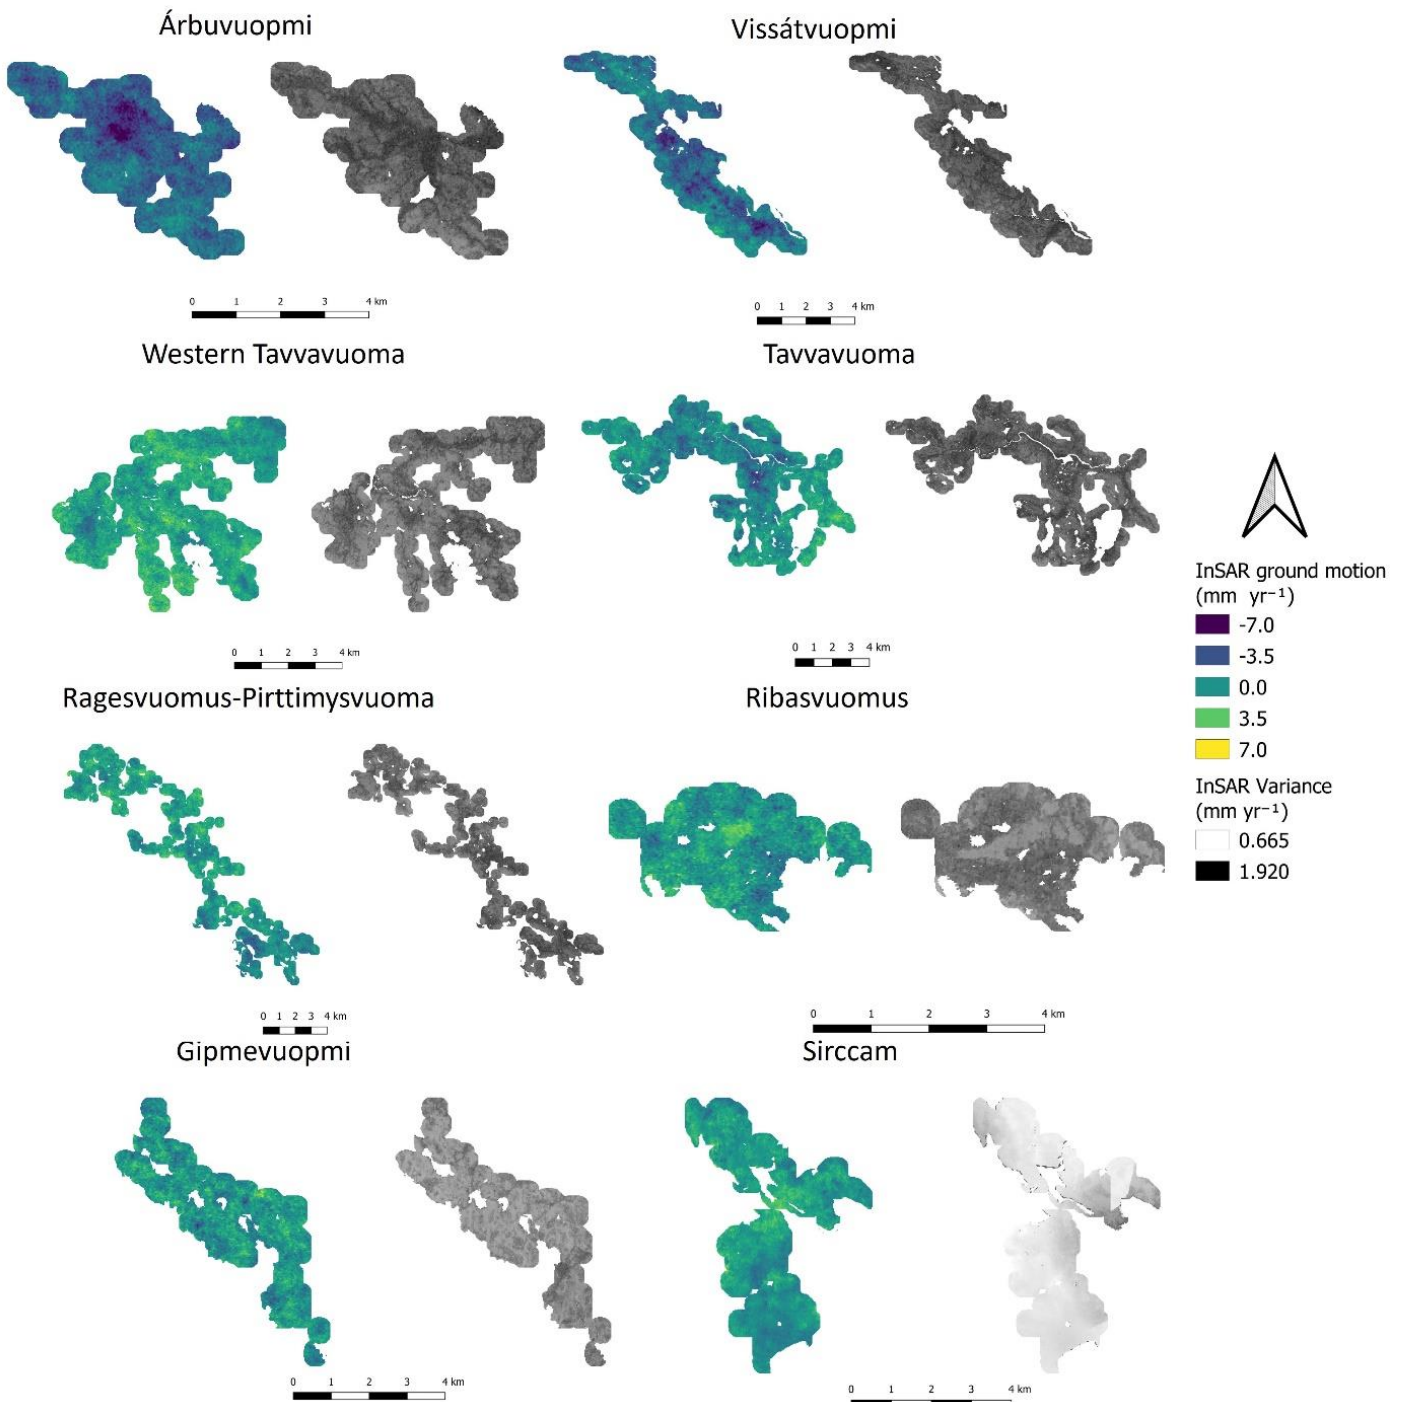 Árbuvuopmi
Vissátvuopmi
0 1 2 3 4 km
0 1 2 3 4 km
Western Tavvavuoma
Tavvavuoma
0 1 2 3 4 km
0 1 2 3 4 km
Ragesvuomus-Pirttimysvuoma
Ribasvuomus
0 1 2 3 4 km
0 1 2 3 4 km
Gipmevuopmi
Sirccam
0 1 2 3 4 km
0 1 2 3 4 km
InSAR ground motion
(mm yr⁻¹)
-7.0
-3.5
0.0
3.5
7.0
InSAR Variance
(mm yr⁻¹)
0.665
1.920